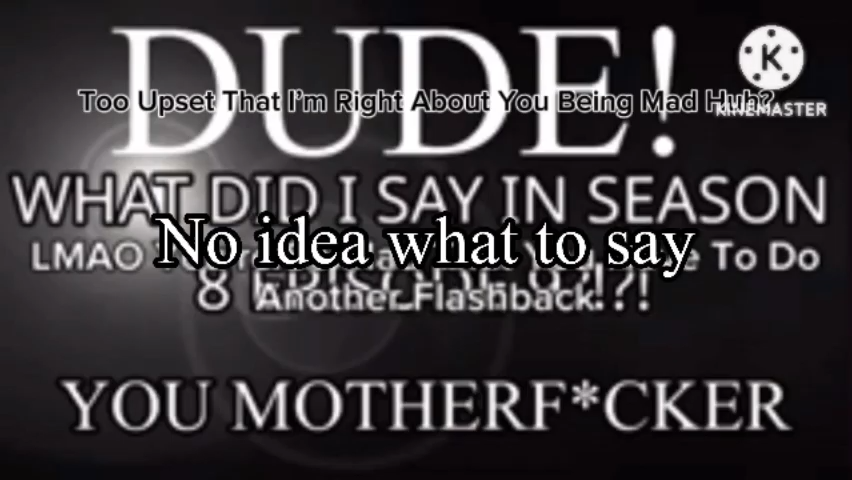 DUDE!
Too Upset That I'm Right About You Being Mad Huh?
KINEMASTER
WHAT DID I SAY IN SEASON
No idea what to say
LMAO To Do
8 EPISODE ?!?!
Another Flashback
YOU MOTHERF*CKER